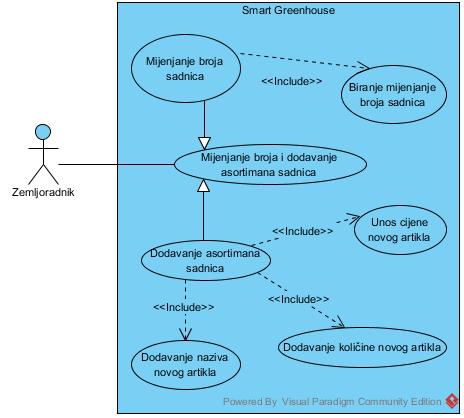 Smart Greenhouse
Mijenjanje broja
sadnica
<<Include>>
Biranje mijenjanje
broja sadnica
Zemljoradnik
Mijenjanje broja i dodavanje
asortimana sadnica
Unos cijene
novog artikla
<<Include>>
Dodavanje asortimana
sadnica
<<Include>>
<<Include>>
Dodavanje naziva
novog artikla
Dodavanje količine novog artikla
Powered By Visual Paradigm Community Edition